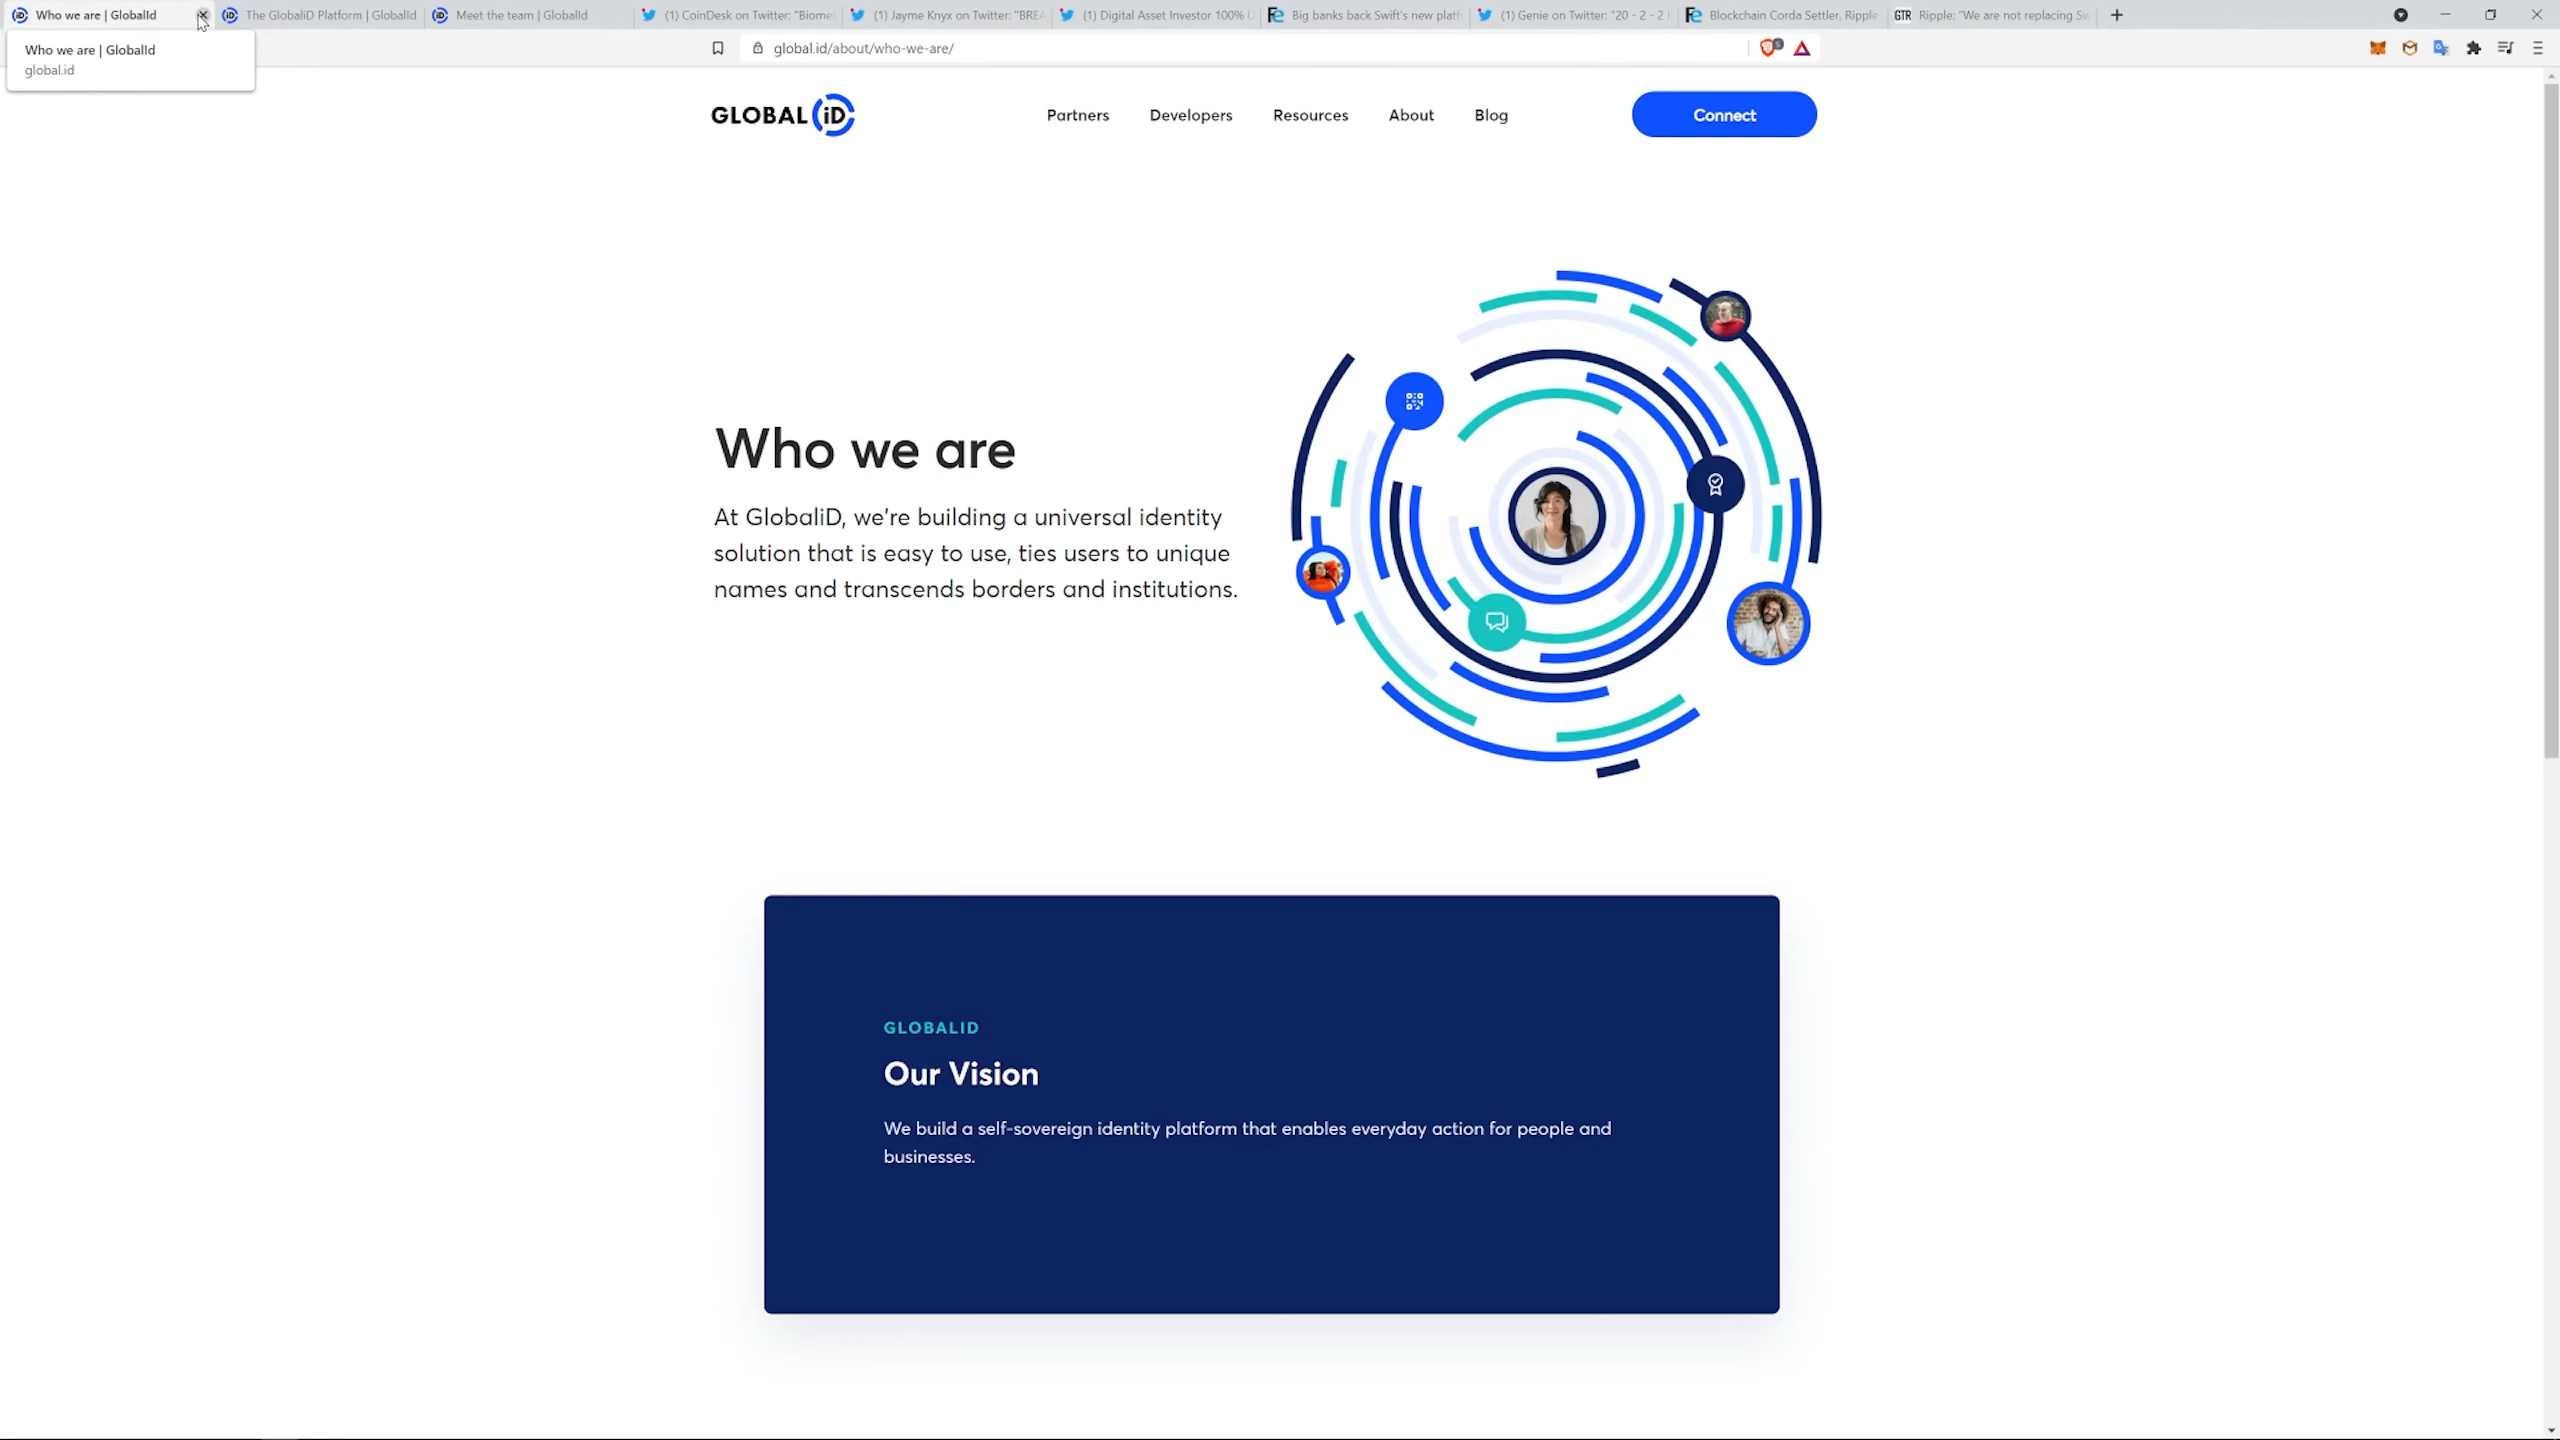 Who we are | GlobalId
The GlobaliD Platform | GlobalId
Meet the team | GlobalId
(1) CoinDesk on Twitter: "Biome
(1) Jayme Knyx on Twitter: "BREA
(1) Digital Asset Investor 100% U
Big banks back Swift's new platf
(1) Genie on Twitter: "20 - 2 - 2
Blockchain Corda Settler, Ripple
GTR Ripple: "We are not replacing Sw
Who we are | GlobalId
global.id
global.id/about/who-we-are/
GLOBAL iD
Partners
Developers
Resources
About
Blog
Connect
Who we are
At GlobaliD, we're building a universal identity
solution that is easy to use, ties users to unique
names and transcends borders and institutions.
GLOBALID
Our Vision
We build a self-sovereign identity platform that enables everyday action for people and
businesses.